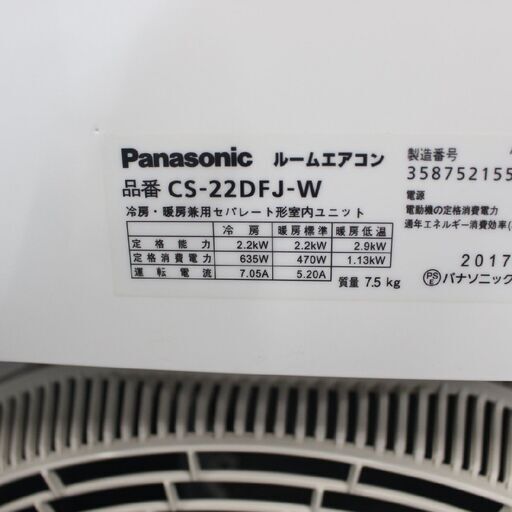 Panasonic ルームエアコン
品番 CS-22DFJ-W
冷房・暖房兼用セパレート形室内ユニット
冷房 暖房標準 暖房低温
定格能力 2.2kW 2.2kW 2.9kW
定格消費電力 635W 470W 1.13kW
運転電流 7.05A 5.20A
質量 7.5 kg
製造番号
358752155
電源
電動機の定格消費電力
通年エネルギー消費効率(
2017
PSE パナソニック